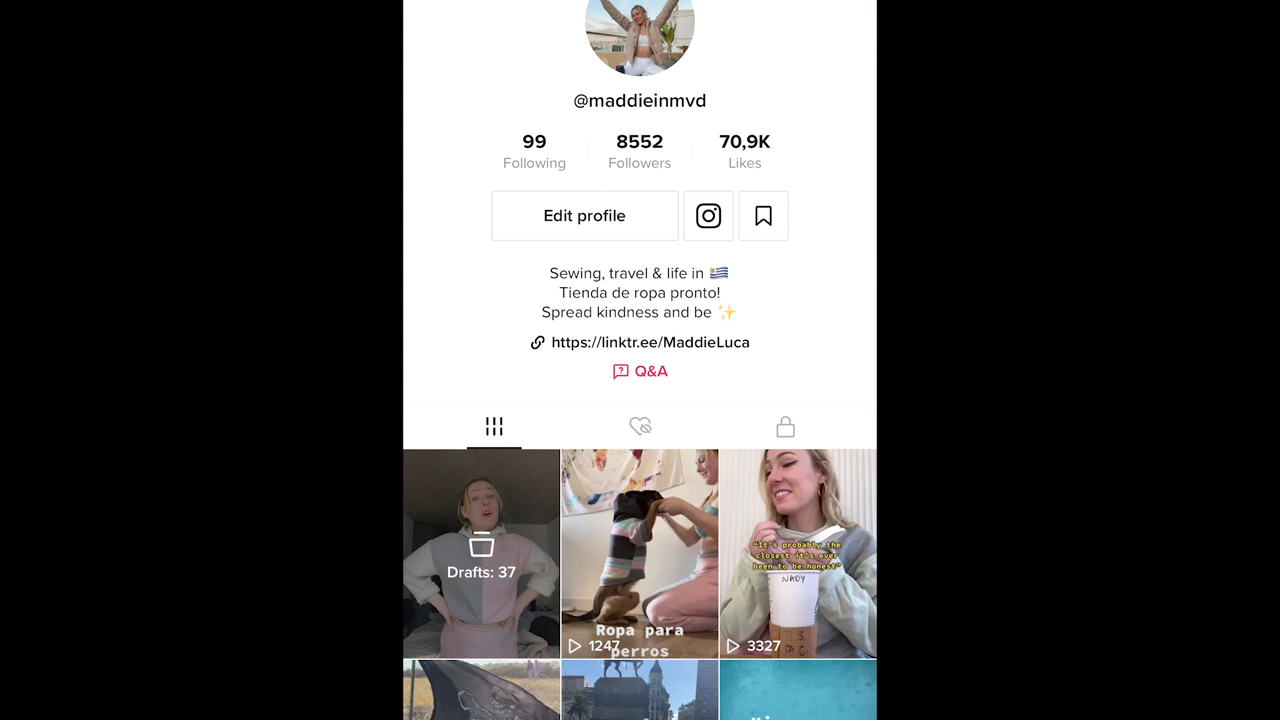 @maddieinmvd
99 8552 70,9K
Following Followers Likes
Edit profile
Sewing, travel & life in 🇺🇾
Tienda de ropa pronto!
Spread kindness and be ✨
https://linktr.ee/MaddieLuca
Q&A
"It's probably the
closest it's ever
been to be honest"
NADY
Drafts: 37
Ropa para
perros
1247
3327